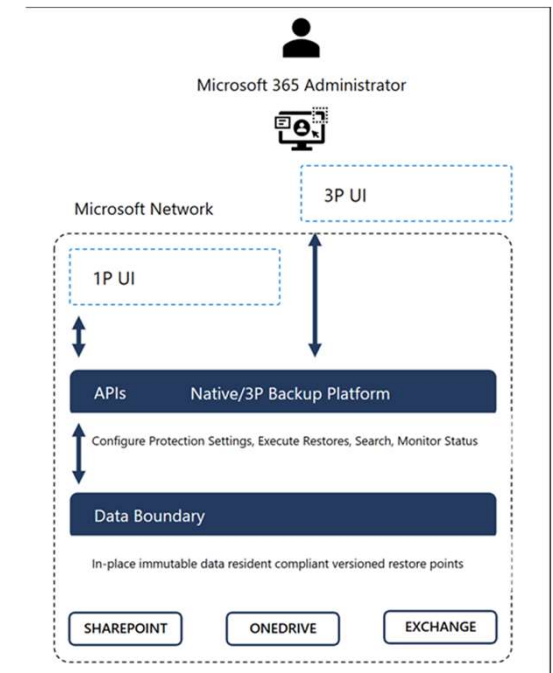 Microsoft 365 Administrator
3P UI
Microsoft Network
1P UI
APIs Native/3P Backup Platform
Configure Protection Settings, Execute Restores, Search, Monitor Status
Data Boundary
In-place immutable data resident compliant versioned restore points
SHAREPOINT ONEDRIVE EXCHANGE